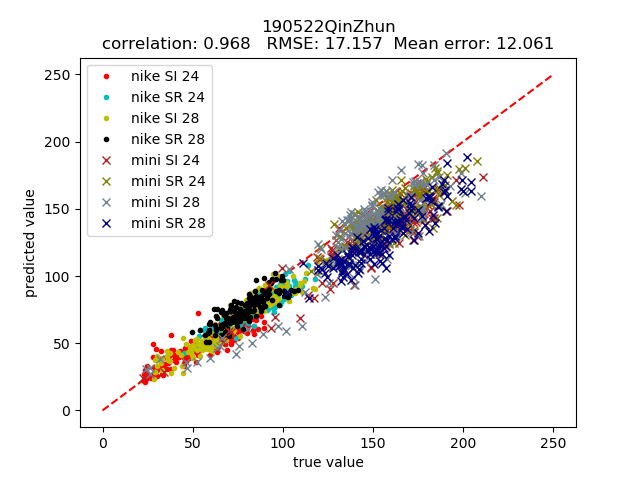 190522QinZhun
correlation: 0.968 RMSE: 17.157 Mean error: 12.061
nike SI 24
nike SR 24
nike SI 28
nike SR 28
mini SI 24
mini SR 24
mini SI 28
mini SR 28
predicted value
250
200
150
100
50
0
0 50 100 150 200 250
true value